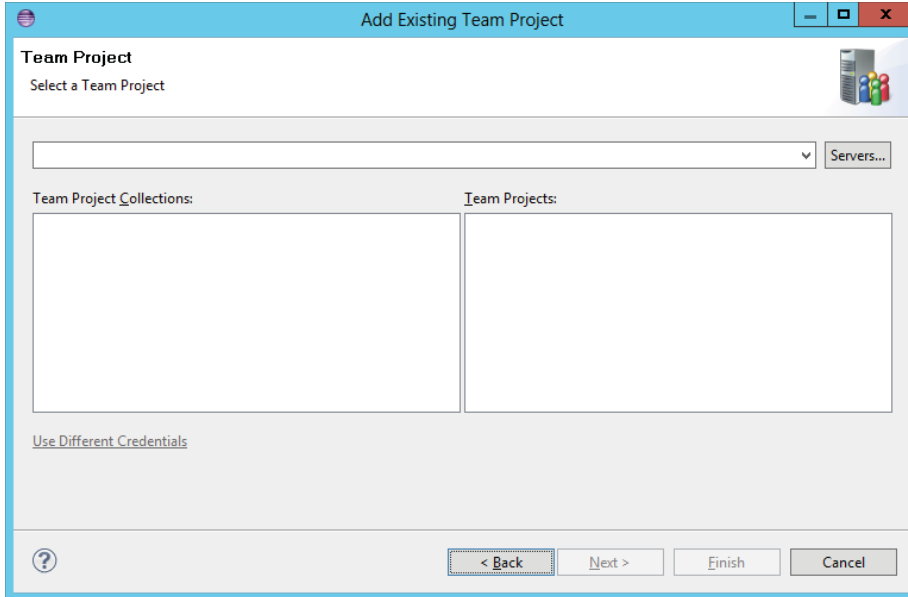 Add Existing Team Project
Team Project
Select a Team Project
Servers...
Team Project Collections:
Team Projects:
Use Different Credentials
?
< Back
Next >
Finish
Cancel